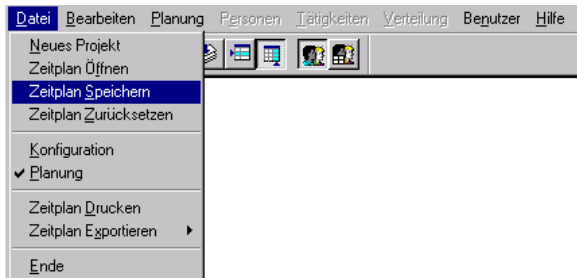 Datei Bearbeiten Planung Personen Tätigkeiten Verteilung Benutzer Hilfe
Neues Projekt
Zeitplan Öffnen
Zeitplan Speichern
Zeitplan Zurücksetzen
Konfiguration
Planung
Zeitplan Drucken
Zeitplan Exportieren
Ende